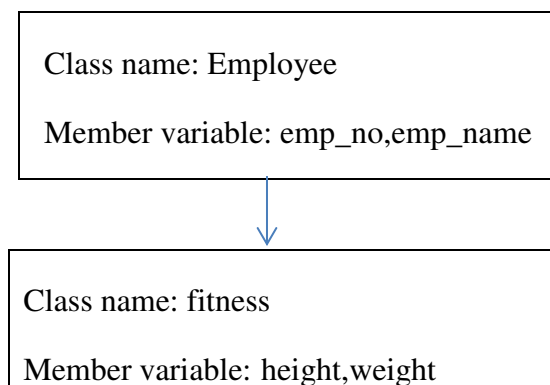 Class name: Employee
Member variable: emp_no,emp_name
Class name: fitness
Member variable: height,weight